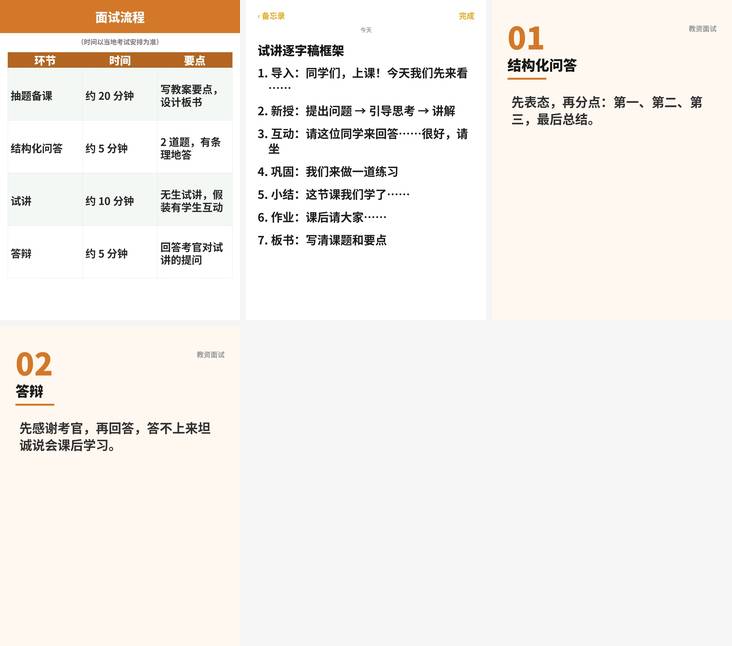 面试流程
（时间以当地考试安排为准）
环节 时间 要点
抽题备课 约 20 分钟 写教案要点，
设计板书
结构化问答 约 5 分钟 2 道题，有条
理地答
试讲 约 10 分钟 无生试讲，假
装有学生互动
答辩 约 5 分钟 回答考官对试
讲的提问
‹ 备忘录 完成
今天
试讲逐字稿框架
1. 导入：同学们，上课！今天我们先来看
……
2. 新授：提出问题 → 引导思考 → 讲解
3. 互动：请这位同学来回答……很好，请
坐
4. 巩固：我们来做一道练习
5. 小结：这节课我们学了……
6. 作业：课后请大家……
7. 板书：写清课题和要点
01
教资面试
结构化问答
先表态，再分点：第一、第二、第
三，最后总结。
02
教资面试
答辩
先感谢考官，再回答，答不上来坦
诚说会课后学习。